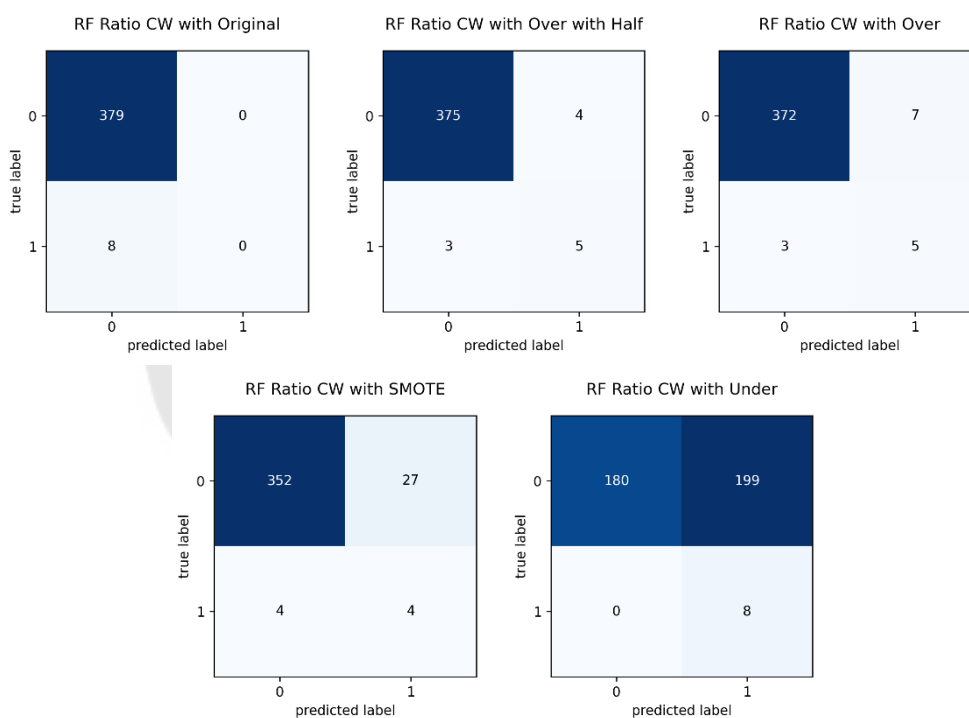 RF Ratio CW with Original
0
379
0
true label
1
8
0
0
1
predicted label
RF Ratio CW with Over with Half
0
375
4
true label
1
3
5
0
1
predicted label
RF Ratio CW with Over
0
372
7
true label
1
3
5
0
1
predicted label
RF Ratio CW with SMOTE
0
352
27
true label
1
4
4
0
1
predicted label
RF Ratio CW with Under
0
180
199
true label
1
0
8
0
1
predicted label